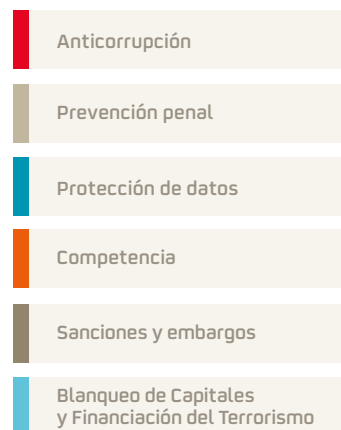 Anticorrupción
Prevención penal
Protección de datos
Competencia
Sanciones y embargos
Blanqueo de Capitales
y Financiación del Terrorismo